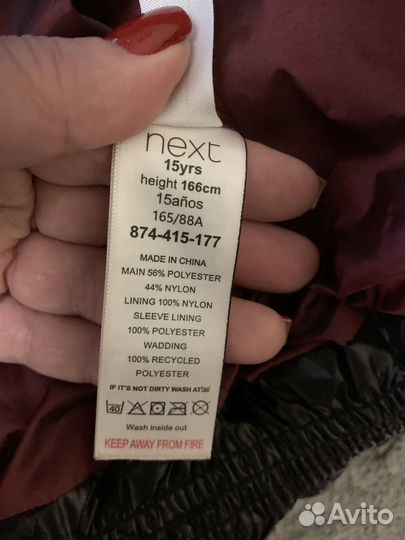 next
15yrs
height 166cm
15años
165/88A
874-415-177
MADE IN CHINA
MAIN 56% POLYESTER
44% NYLON
LINING 100% NYLON
SLEEVE LINING
100% POLYESTER
WADDING
100% RECYCLED
POLYESTER
IF IT'S NOT DIRTY WASH AT
40
Wash inside out
KEEP AWAY FROM FIRE
Avito